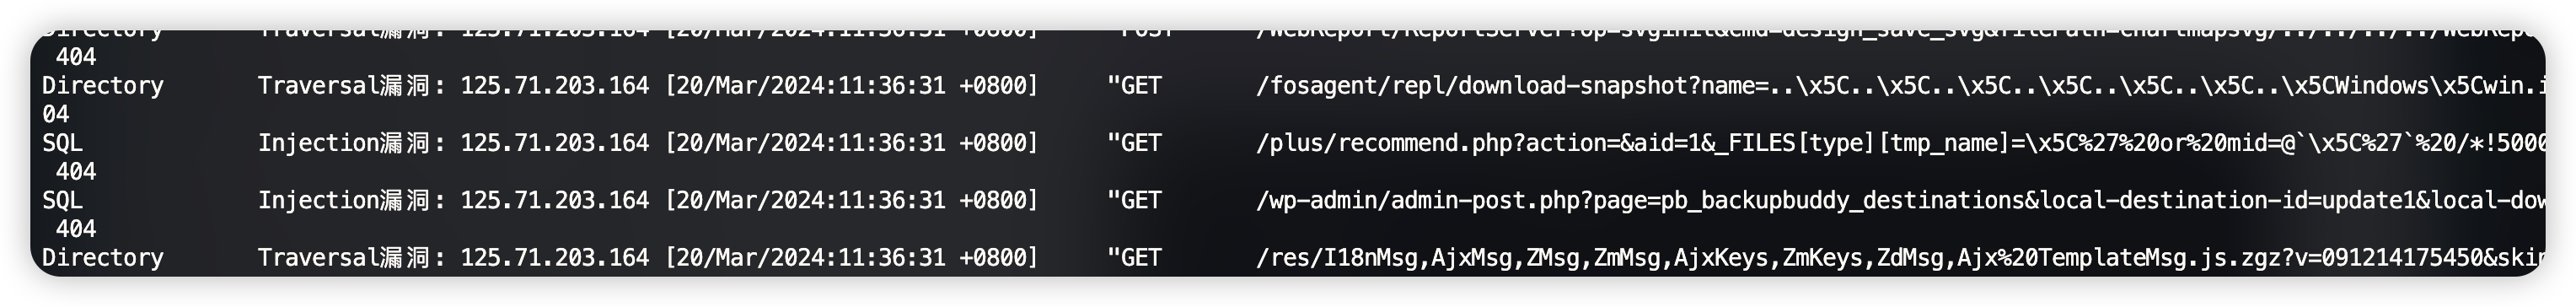 Directory Traversal漏洞: 125.71.203.164 [20/Mar/2024:11:36:31 +0800] "POST /WebReport/ReportServer?op=svginit&cmd=design_save_svg&filePath=chartmapsvg/../../../../WebRepo
404
Directory Traversal漏洞: 125.71.203.164 [20/Mar/2024:11:36:31 +0800] "GET /fosagent/repl/download-snapshot?name=..\x5C..\x5C..\x5C..\x5C..\x5C..\x5C..\x5CWindows\x5Cwin.i
04
SQL Injection漏洞: 125.71.203.164 [20/Mar/2024:11:36:31 +0800] "GET /plus/recommend.php?action=&aid=1&_FILES[type][tmp_name]=\x5C%27%20or%20mid=@`\x5C%27`%20/*!5000
404
SQL Injection漏洞: 125.71.203.164 [20/Mar/2024:11:36:31 +0800] "GET /wp-admin/admin-post.php?page=pb_backupbuddy_destinations&local-destination-id=update1&local-dow
404
Directory Traversal漏洞: 125.71.203.164 [20/Mar/2024:11:36:31 +0800] "GET /res/I18nMsg,AjxMsg,ZMsg,ZmMsg,AjxKeys,ZmKeys,ZdMsg,Ajx%20TemplateMsg.js.zgz?v=091214175450&skin